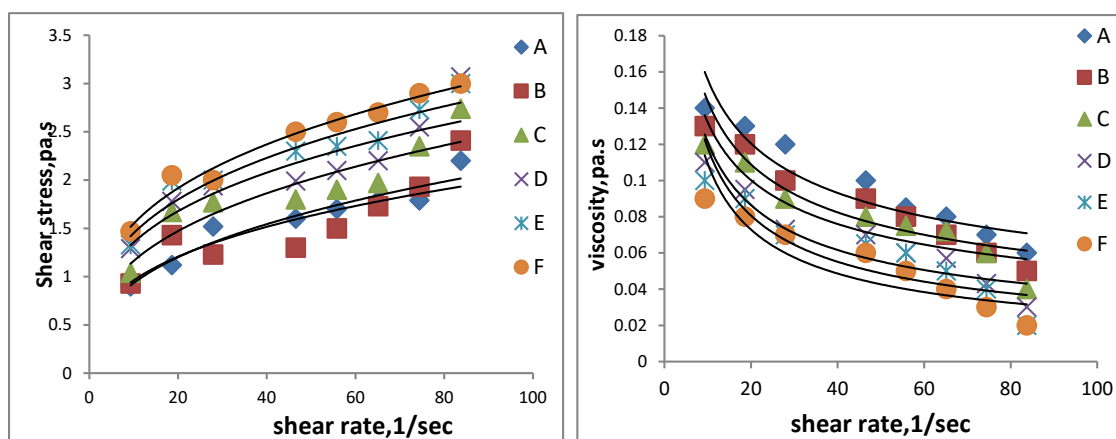 Shear,stress,pa,s
3.5
3
2.5
2
1.5
1
0.5
0
0 20 40 60 80 100
shear rate,1/sec
A
B
C
D
E
F
viscosity,pa.s
0.18
0.16
0.14
0.12
0.1
0.08
0.06
0.04
0.02
0
0 20 40 60 80 100
shear rate,1/sec
A
B
C
D
E
F